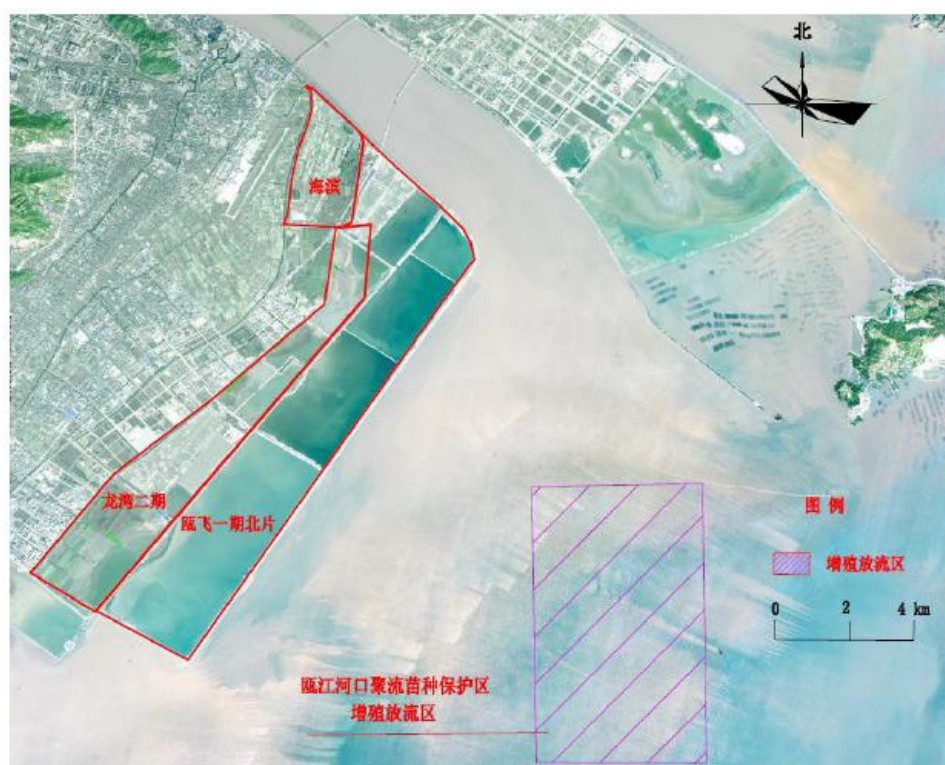 北
海滨
龙湾二期
瓯飞一期北片
图 例
增殖放流区
0 2 4 km
瓯江河口聚流苗种保护区
增殖放流区